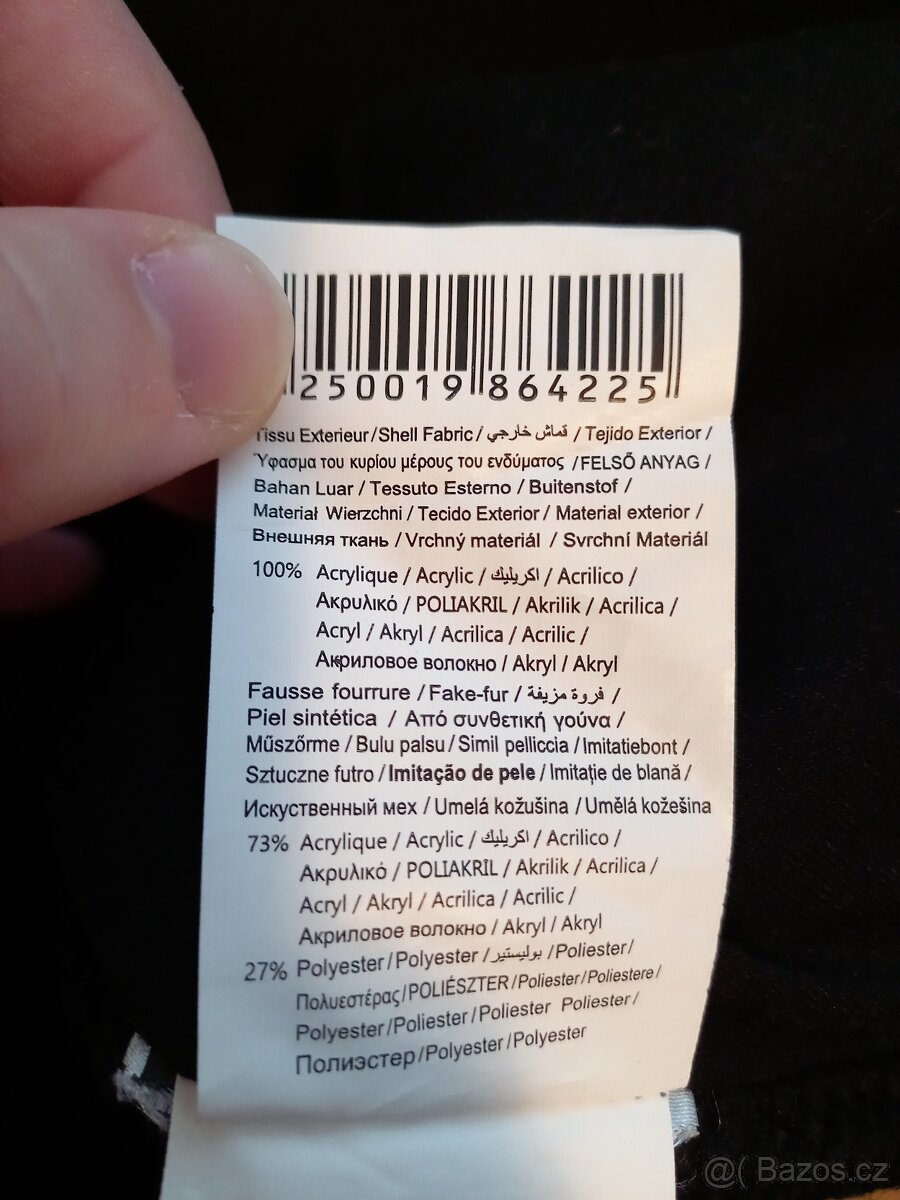 250019 864225
Tissu Exterieur / Shell Fabric / قماش خارجي / Tejido Exterior /
Ύφασμα του κυρίου μέρους του ενδύματος / FELSŐ ANYAG /
Bahan Luar / Tessuto Esterno / Buitenstof /
Materiał Wierzchni / Tecido Exterior / Material exterior /
Внешняя ткань / Vrchný materiál / Svrchní Materiál
100% Acrylique / Acrylic / اكريليك / Acrilico /
Ακρυλικό / POLIAKRIL / Akrilik / Acrilica /
Acryl / Akryl / Acrilica / Acrilic /
Акриловое волокно / Akryl / Akryl
Fausse fourrure / Fake-fur / فروة مزيفة /
Piel sintética / Από συνθετική γούνα /
Műszőrme / Bulu palsu / Simil pelliccia / Imitatiebont /
Sztuczne futro / Imitação de pele / Imitație de blană /
Искуственный мех / Umelá kožušina / Umělá kožešina
73% Acrylique / Acrylic / اكريليك / Acrilico /
Ακρυλικό / POLIAKRIL / Akrilik / Acrilica /
Acryl / Akryl / Acrilica / Acrilic /
Акриловое волокно / Akryl / Akryl
27% Polyester / Polyester / بوليستير / Poliester /
Πολυεστέρας / POLIÉSZTER / Poliester / Poliestere /
Polyester / Poliester / Poliester Poliester /
Полиэстер / Polyester / Polyester
@( Bazos.cz